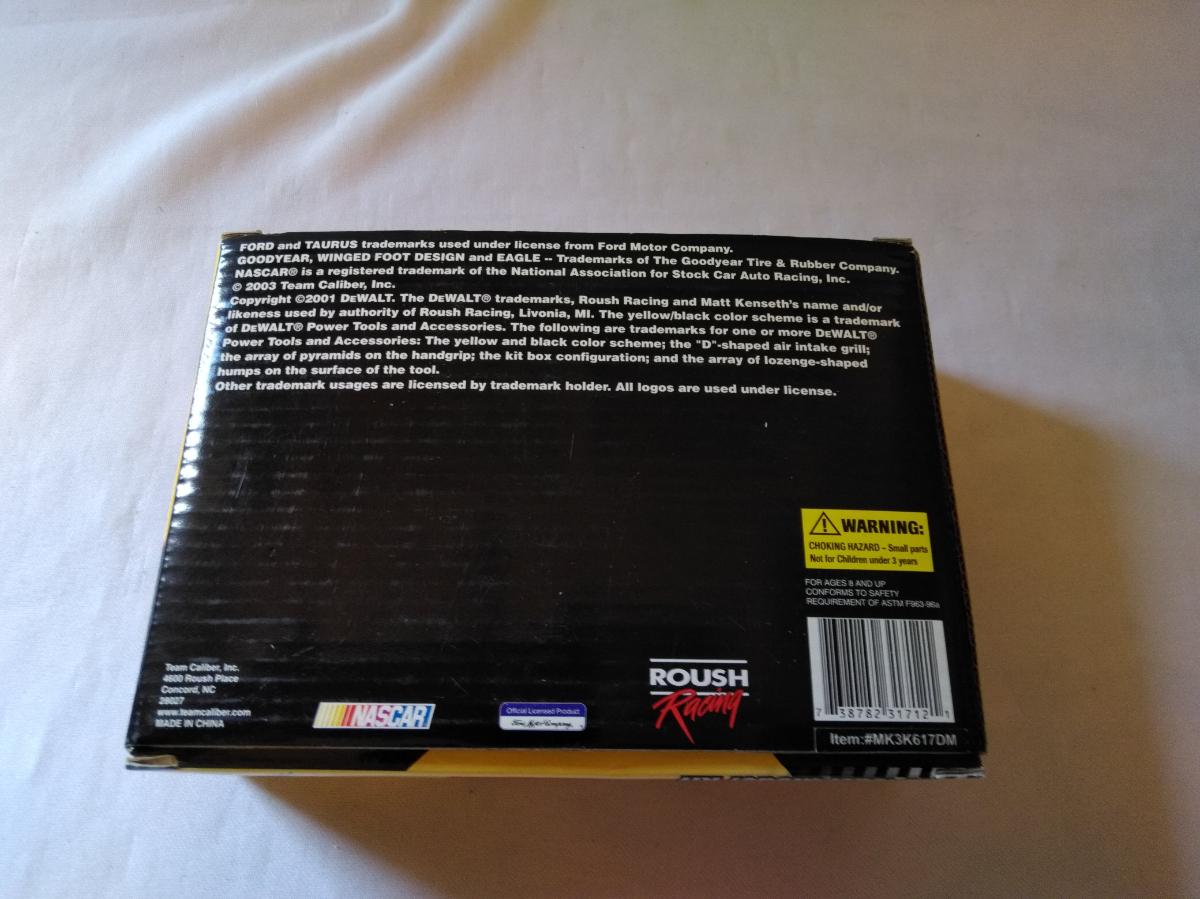 FORD and TAURUS trademarks used under license from Ford Motor Company.
GOODYEAR, WINGED FOOT DESIGN and EAGLE -- Trademarks of The Goodyear Tire & Rubber Company.
NASCAR® is a registered trademark of the National Association for Stock Car Auto Racing, Inc.
© 2003 Team Caliber, Inc.
Copyright ©2001 DEWALT. The DEWALT® trademarks, Roush Racing and Matt Kenseth's name and/or
likeness used by authority of Roush Racing, Livonia, MI. The yellow/black color scheme is a trademark
of DEWALT® Power Tools and Accessories. The following are trademarks for one or more DEWALT®
Power Tools and Accessories: The yellow and black color scheme; the "D"-shaped air intake grill;
the array of pyramids on the handgrip; the kit box configuration; and the array of lozenge-shaped
humps on the surface of the tool.
Other trademark usages are licensed by trademark holder. All logos are used under license.
WARNING:
CHOKING HAZARD - Small parts
Not for Children under 3 years
FOR AGES 8 AND UP
CONFORMS TO SAFETY
REQUIREMENT OF ASTM F963-96a
Team Caliber, Inc.
4600 Roush Place
Concord, NC
28027
www.teamcaliber.com
MADE IN CHINA
NASCAR
Official Licensed Product
Ford Motor Company
ROUSH
Racing
7 38782 31712 1
Item:#MK3K617DM